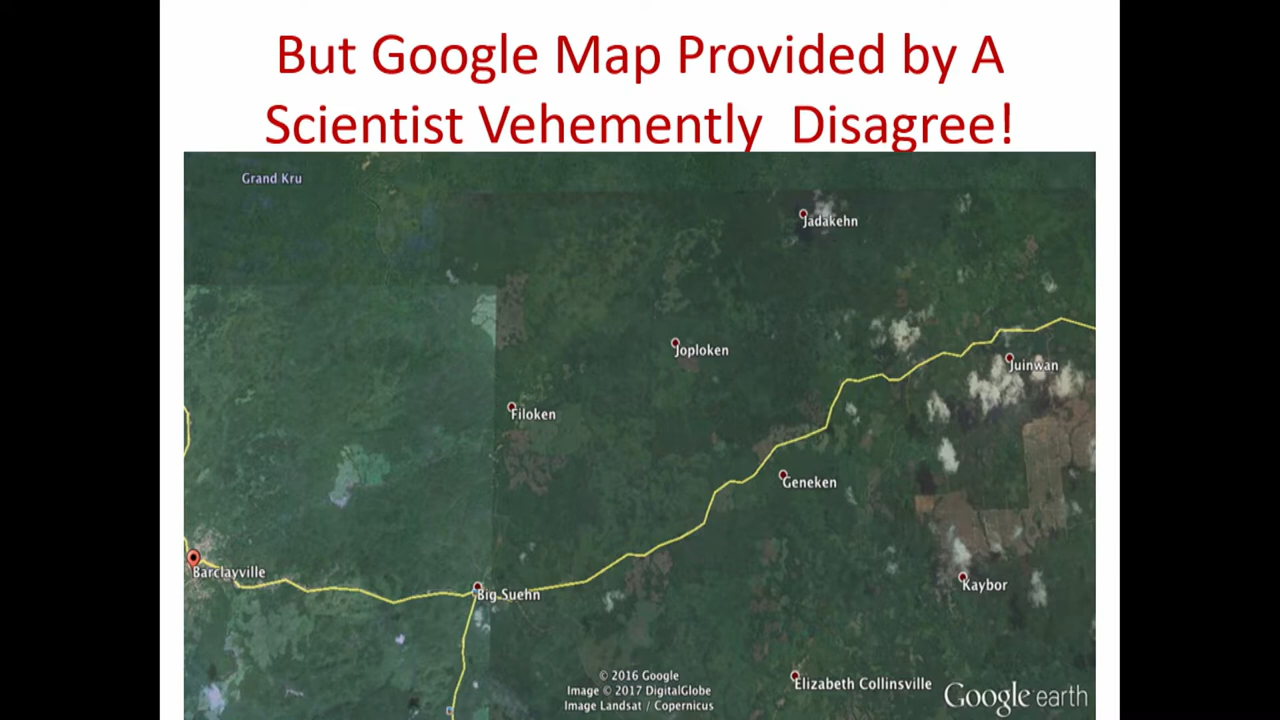 But Google Map Provided by A
Scientist Vehemently  Disagree!
Grand Kru
Jadakehn
Joploken
Juinwan
Filoken
Geneken
Barclayville
Big Suehn
Kaybor
© 2016 Google
Image © 2017 DigitalGlobe
Image Landsat / Copernicus
Elizabeth Collinsville
Google earth